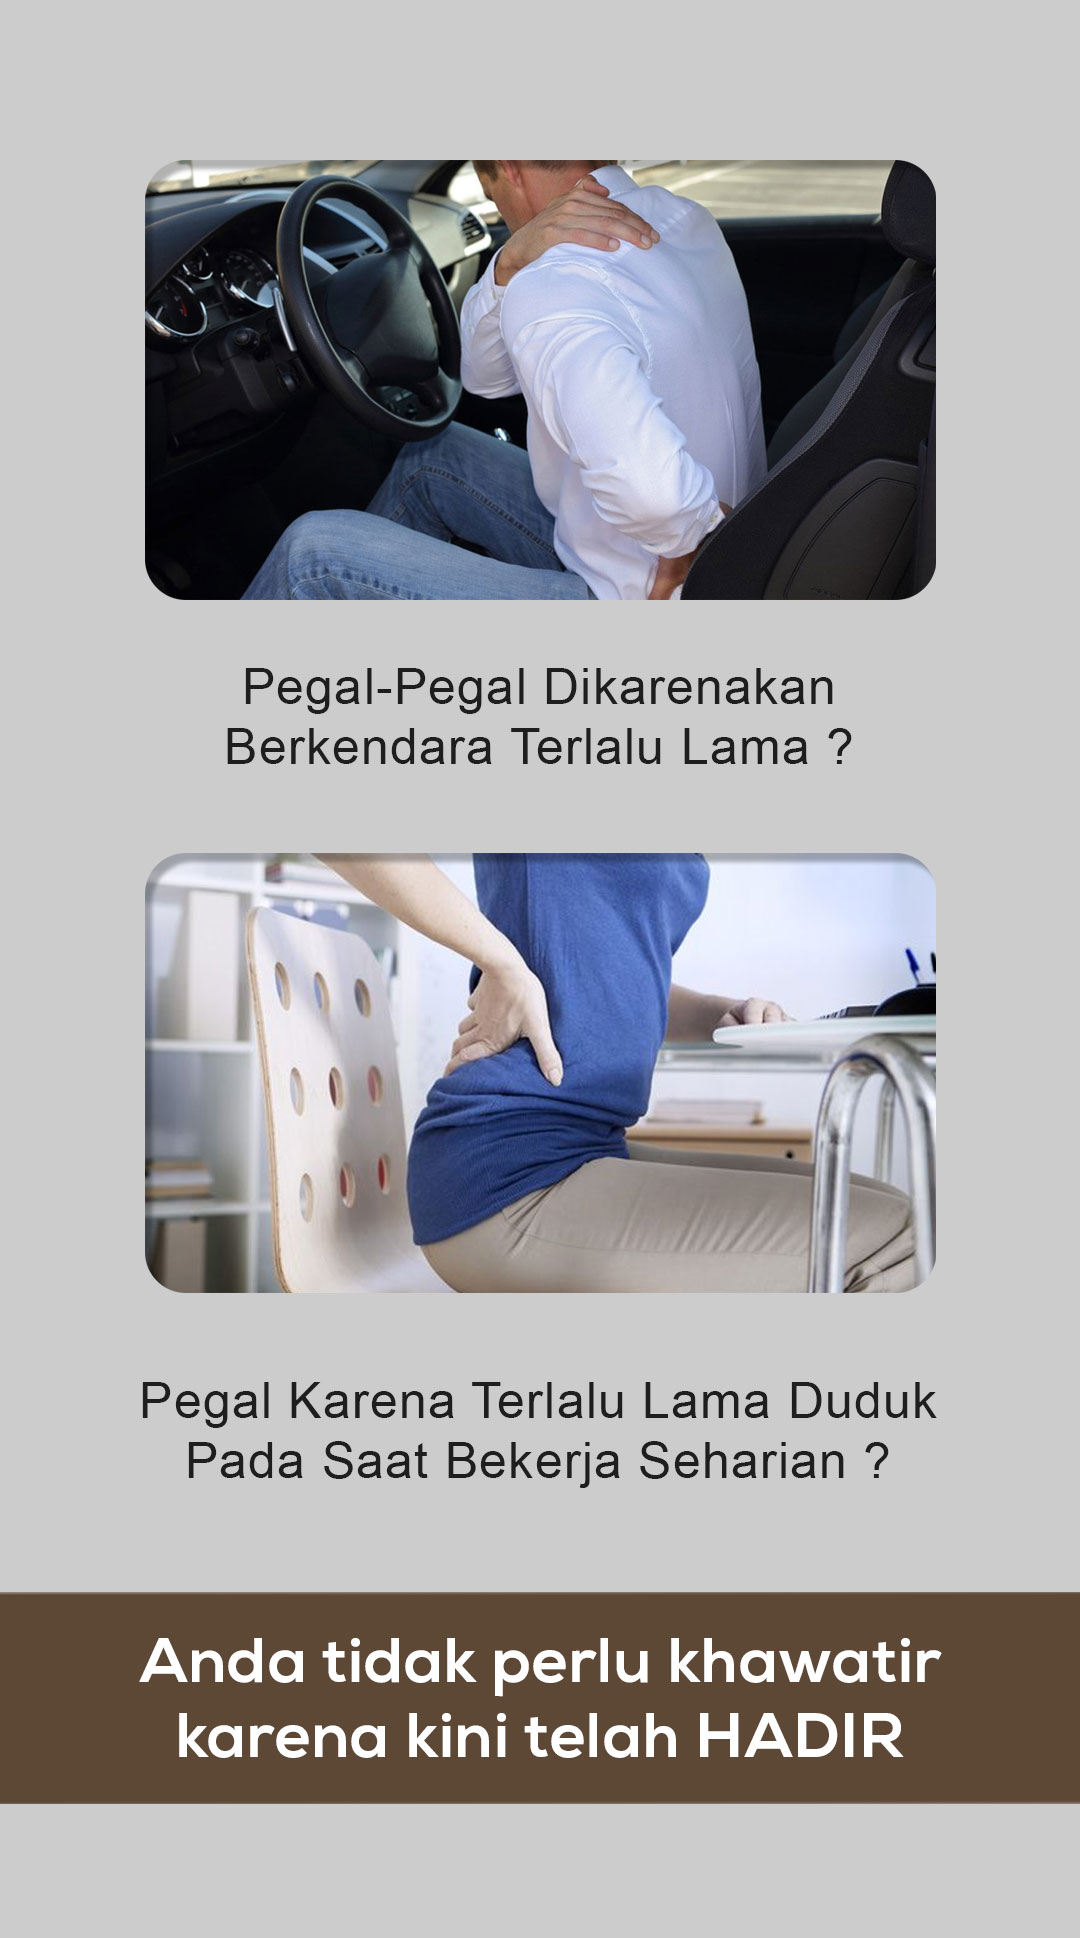 Pegal-Pegal Dikarenakan
Berkendara Terlalu Lama ?
Pegal Karena Terlalu Lama Duduk
Pada Saat Bekerja Seharian ?
Anda tidak perlu khawatir
karena kini telah HADIR